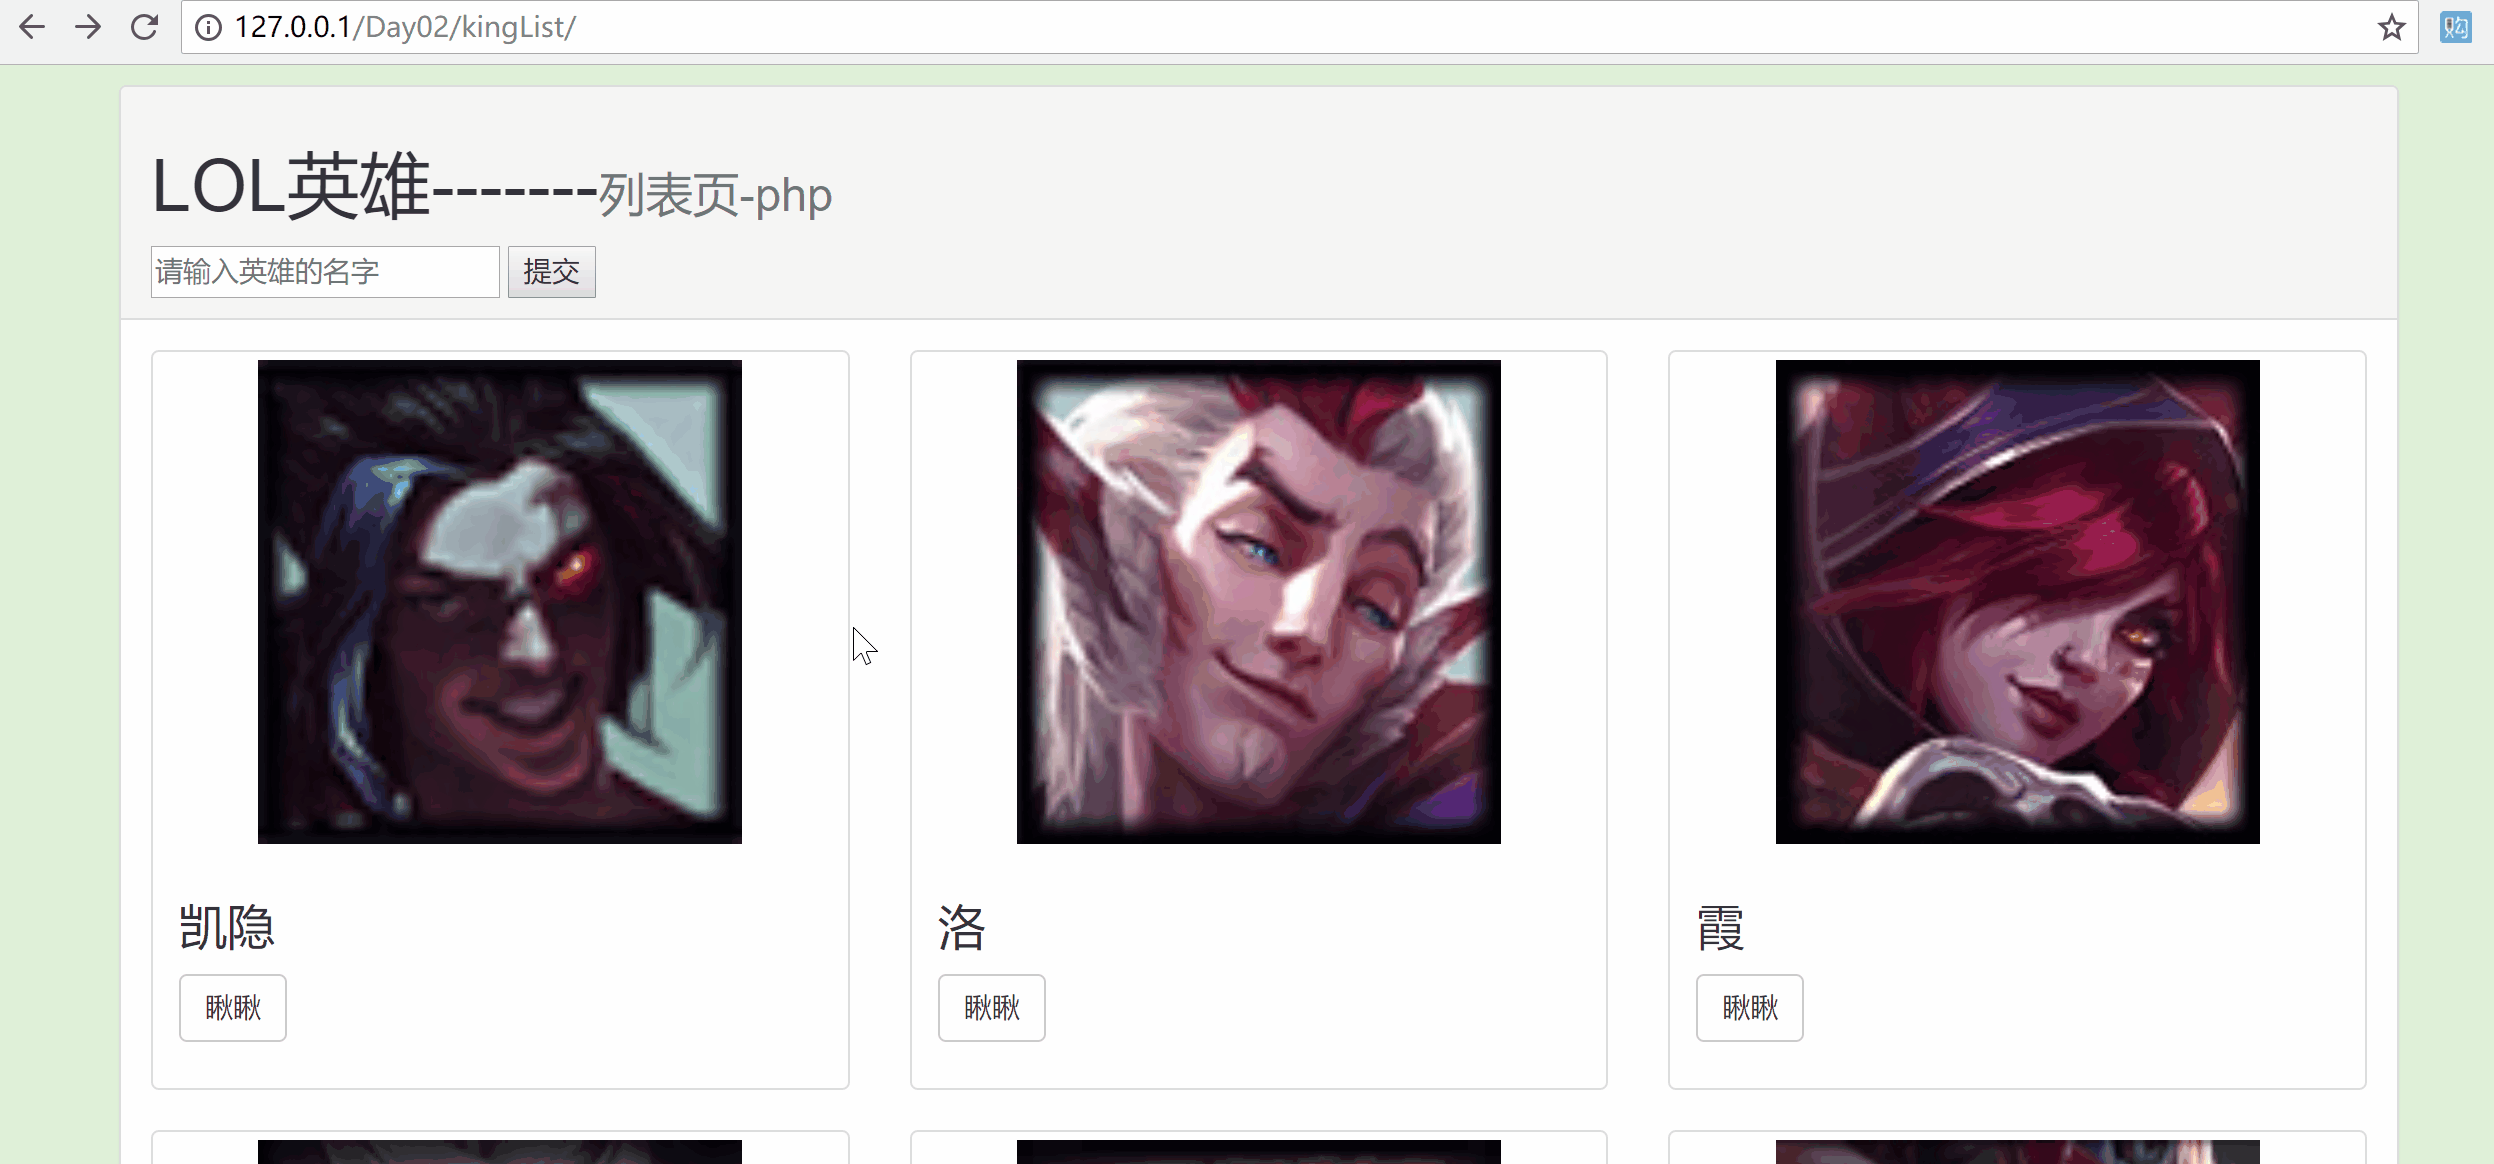 127.0.0.1/Day02/kingList/
购
LOL英雄-------列表页-php
请输入英雄的名字 提交
凯隐 洛 霞
瞅瞅 瞅瞅 瞅瞅